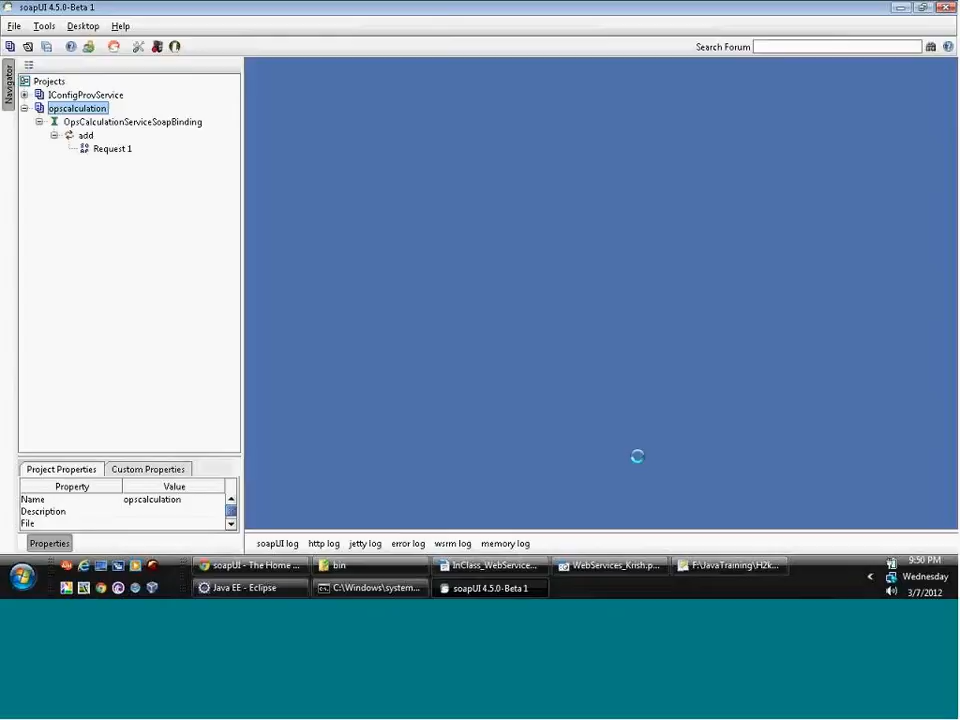 soapUI 4.5.0-Beta 1
File Tools Desktop Help
Search Forum
Navigator
Projects
IConfigProvService
opscalculation
OpsCalculationServiceSoapBinding
add
Request 1
Project Properties Custom Properties
Property Value
Name opscalculation
Description
File
Properties
soapUI log http log jetty log error log wsrm log memory log
soapUI - The Home ... bin InClass_WebService... WebServices_Krish.p... F:\JavaTraining\H2k...
9:50 PM
Java EE - Eclipse C:\Windows\system... soapUI 4.5.0-Beta 1
Wednesday
3/7/2012